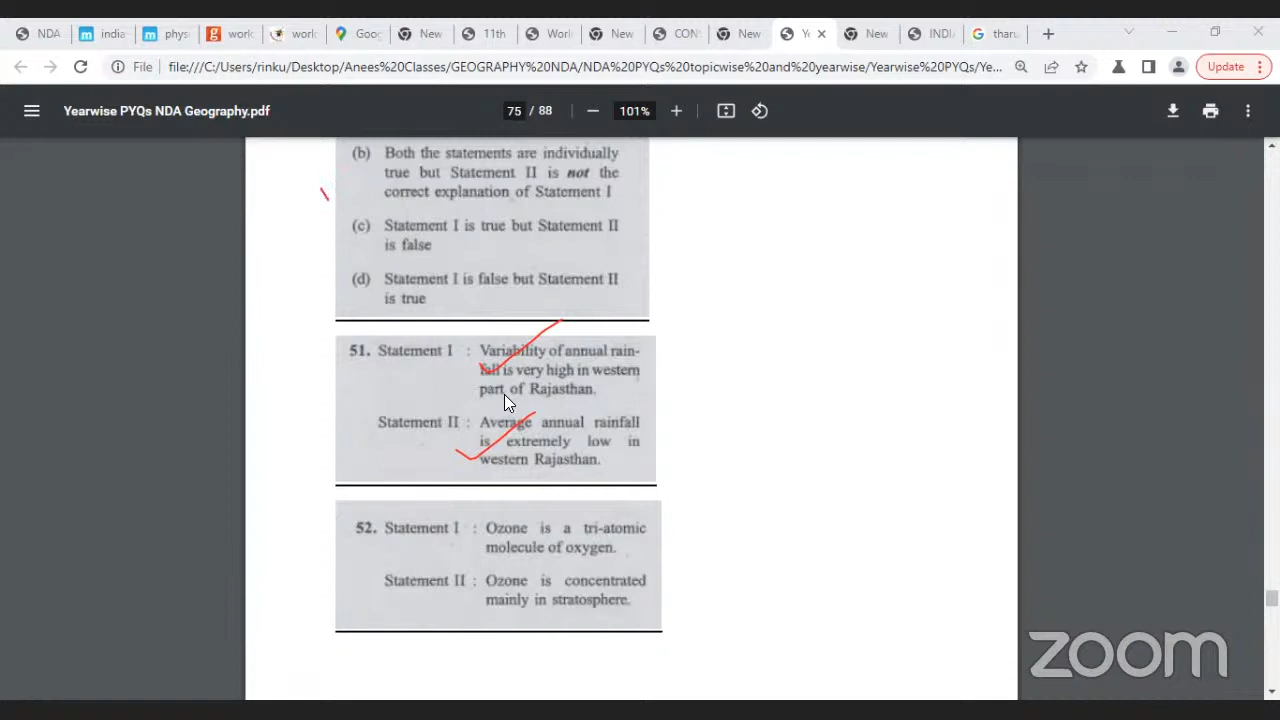 NDA
india
phys
work
work
Goog
New
11th
Worl
New
CON
New
Ye
New
INDI
tharu
File
file:///C:/Users/rinku/Desktop/Anees%20Classes/GEOGRAPHY%20NDA/NDA%20PYQs%20topicwise%20and%20yearwise/Yearwise%20PYQs/Ye...
Update
Yearwise PYQs NDA Geography.pdf
75 / 88
101%
(b) Both the statements are individually
true but Statement II is not the
correct explanation of Statement I
(c) Statement I is true but Statement II
is false
(d) Statement I is false but Statement II
is true
51. Statement I : Variability of annual rain-
fall is very high in western
part of Rajasthan.
Statement II : Average annual rainfall
is extremely low in
western Rajasthan.
52. Statement I : Ozone is a tri-atomic
molecule of oxygen.
Statement II : Ozone is concentrated
mainly in stratosphere.
zoom